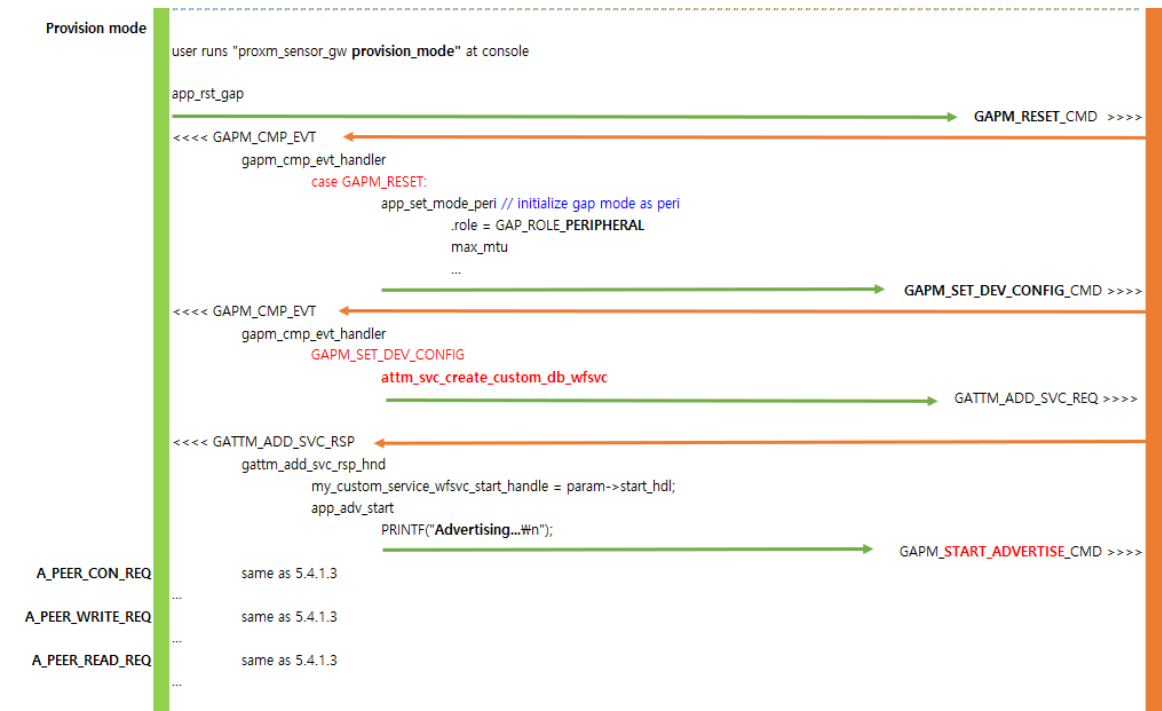 Provision mode
user runs "proxm_sensor_gw provision_mode" at console
app_rst_gap
GAPM_RESET_CMD >>>>
<<<< GAPM_CMP_EVT
gapm_cmp_evt_handler
case GAPM_RESET:
app_set_mode_peri // initialize gap mode as peri
.role = GAP_ROLE_PERIPHERAL
max_mtu
...
GAPM_SET_DEV_CONFIG_CMD >>>>
<<<< GAPM_CMP_EVT
gapm_cmp_evt_handler
GAPM_SET_DEV_CONFIG
attm_svc_create_custom_db_wfsvc
GATTM_ADD_SVC_REQ >>>>
<<<< GATTM_ADD_SVC_RSP
gattm_add_svc_rsp_hnd
my_custom_service_wfsvc_start_handle = param->start_hdl;
app_adv_start
PRINTF("Advertising...₩n");
GAPM_START_ADVERTISE_CMD >>>>
A_PEER_CON_REQ same as 5.4.1.3
...
A_PEER_WRITE_REQ same as 5.4.1.3
...
A_PEER_READ_REQ same as 5.4.1.3
...